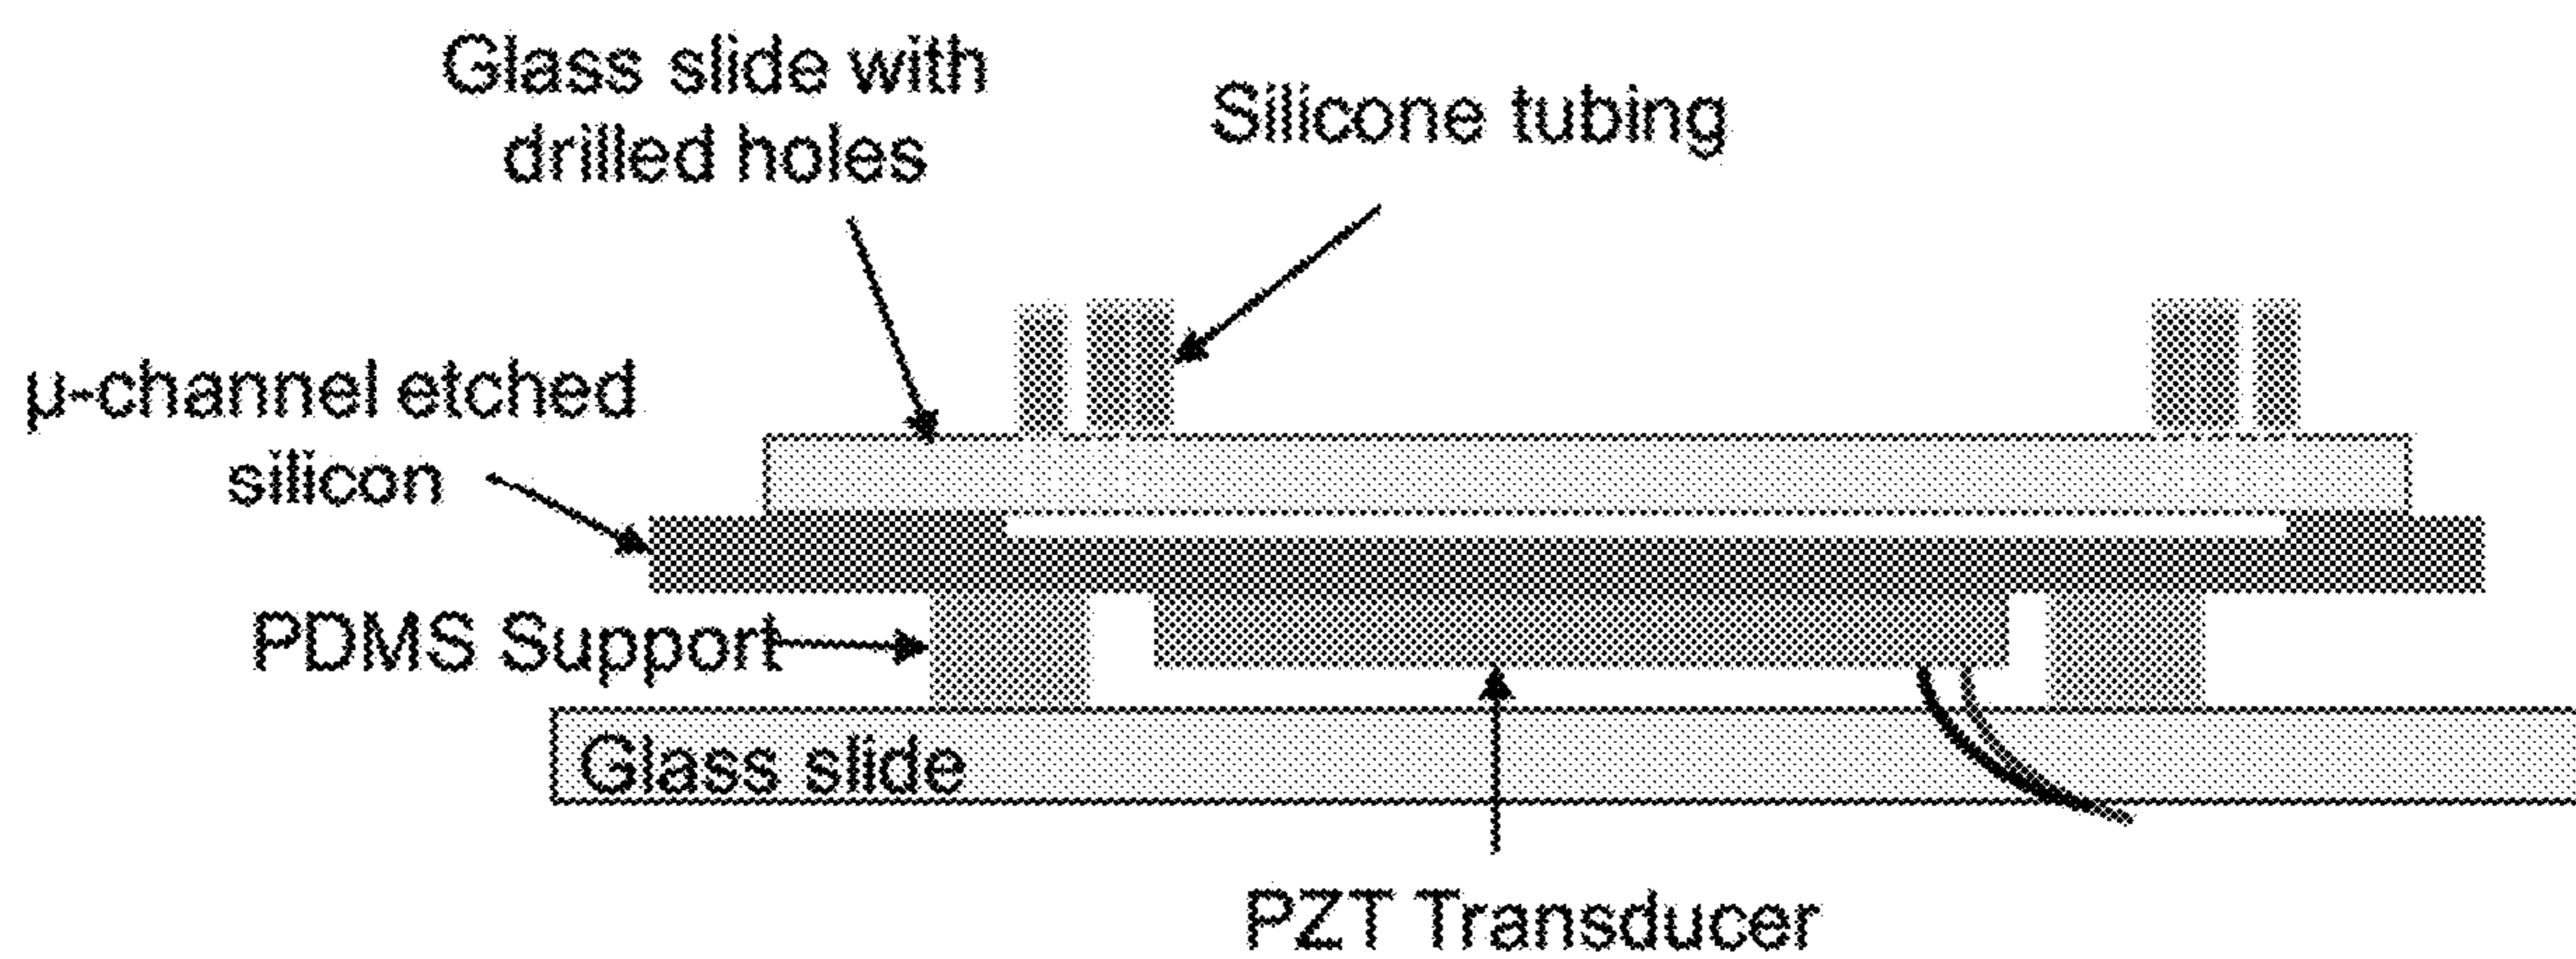 Glass slide with
drilled holes
Silicone tubing
μ-channel etched
silicon
PDMS Support
Glass slide
PZT Transducer